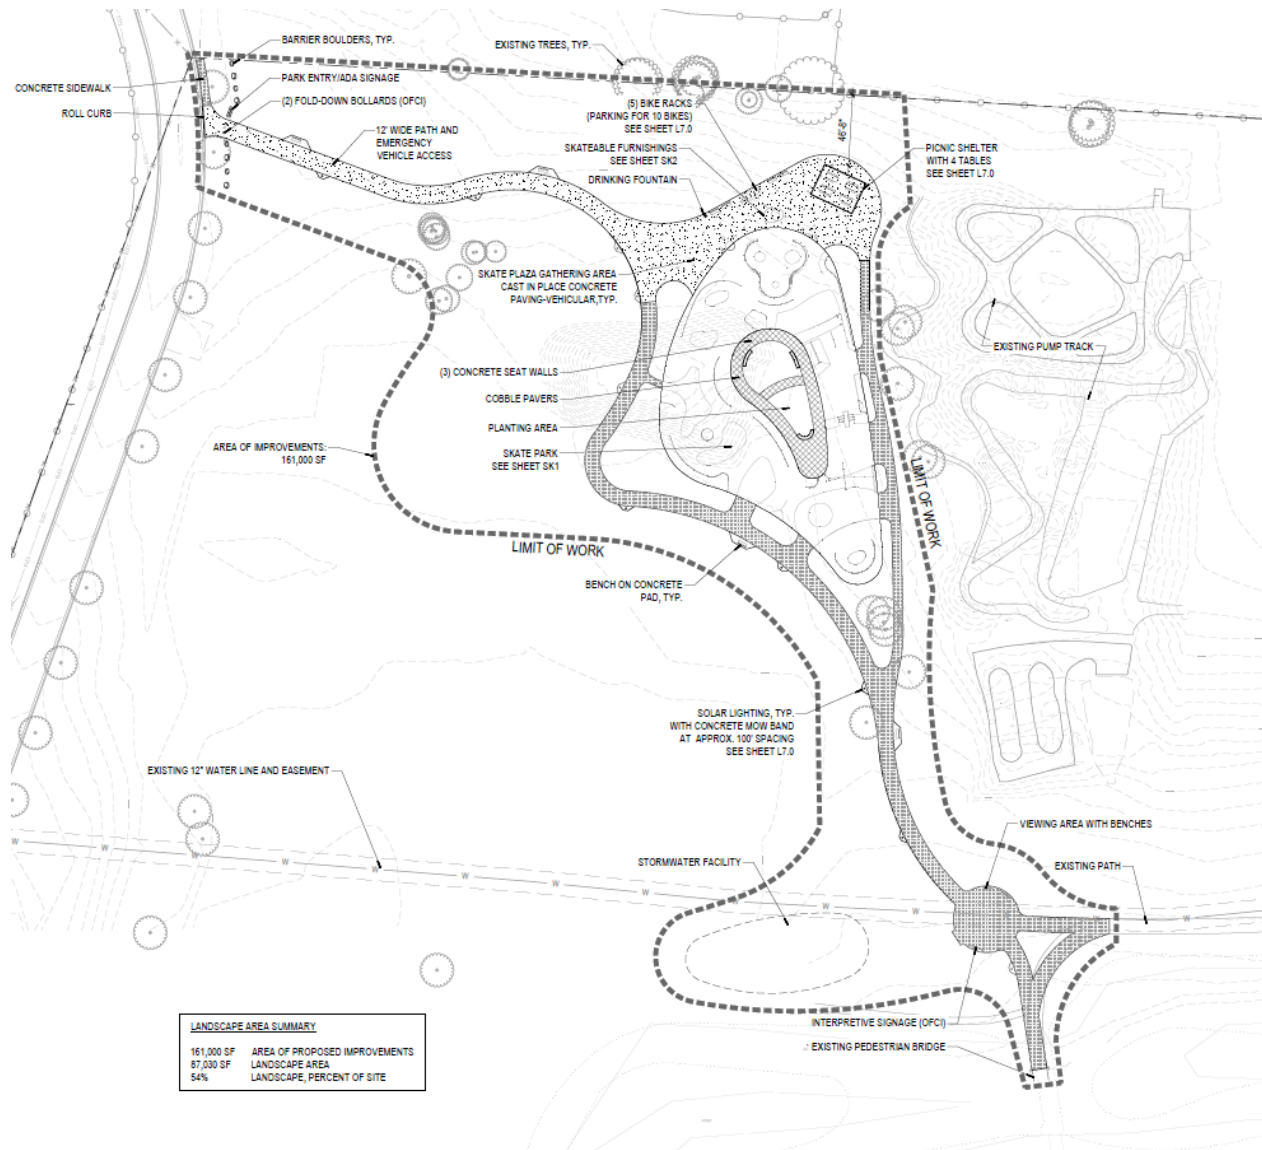 BARRIER BOULDERS, TYP.
EXISTING TREES, TYP.
CONCRETE SIDEWALK
PARK ENTRY/ADA SIGNAGE
(2) FOLD-DOWN BOLLARDS (OFCI)
ROLL CURB
(5) BIKE RACKS
(PARKING FOR 10 BIKES)
SEE SHEET L7.0
46'-8"
12' WIDE PATH AND
EMERGENCY
VEHICLE ACCESS
SKATEABLE FURNISHINGS
SEE SHEET SK2
PICNIC SHELTER
WITH 4 TABLES
SEE SHEET L7.0
DRINKING FOUNTAIN
SKATE PLAZA GATHERING AREA
CAST IN PLACE CONCRETE
PAVING-VEHICULAR,TYP.
EXISTING PUMP TRACK
(3) CONCRETE SEAT WALLS
COBBLE PAVERS
PLANTING AREA
AREA OF IMPROVEMENTS:
161,000 SF
SKATE PARK
SEE SHEET SK1
LIMIT OF WORK
LIMIT OF WORK
BENCH ON CONCRETE
PAD, TYP.
SOLAR LIGHTING, TYP.
WITH CONCRETE MOW BAND
AT APPROX. 100' SPACING
SEE SHEET L7.0
EXISTING 12" WATER LINE AND EASEMENT
VIEWING AREA WITH BENCHES
STORMWATER FACILITY
EXISTING PATH
W
W
W
W
W
W
W
W
W
W
W
W
W
W
INTERPRETIVE SIGNAGE (OFCI)
EXISTING PEDESTRIAN BRIDGE
LANDSCAPE AREA SUMMARY
161,000 SF AREA OF PROPOSED IMPROVEMENTS
87,030 SF LANDSCAPE AREA
54% LANDSCAPE, PERCENT OF SITE